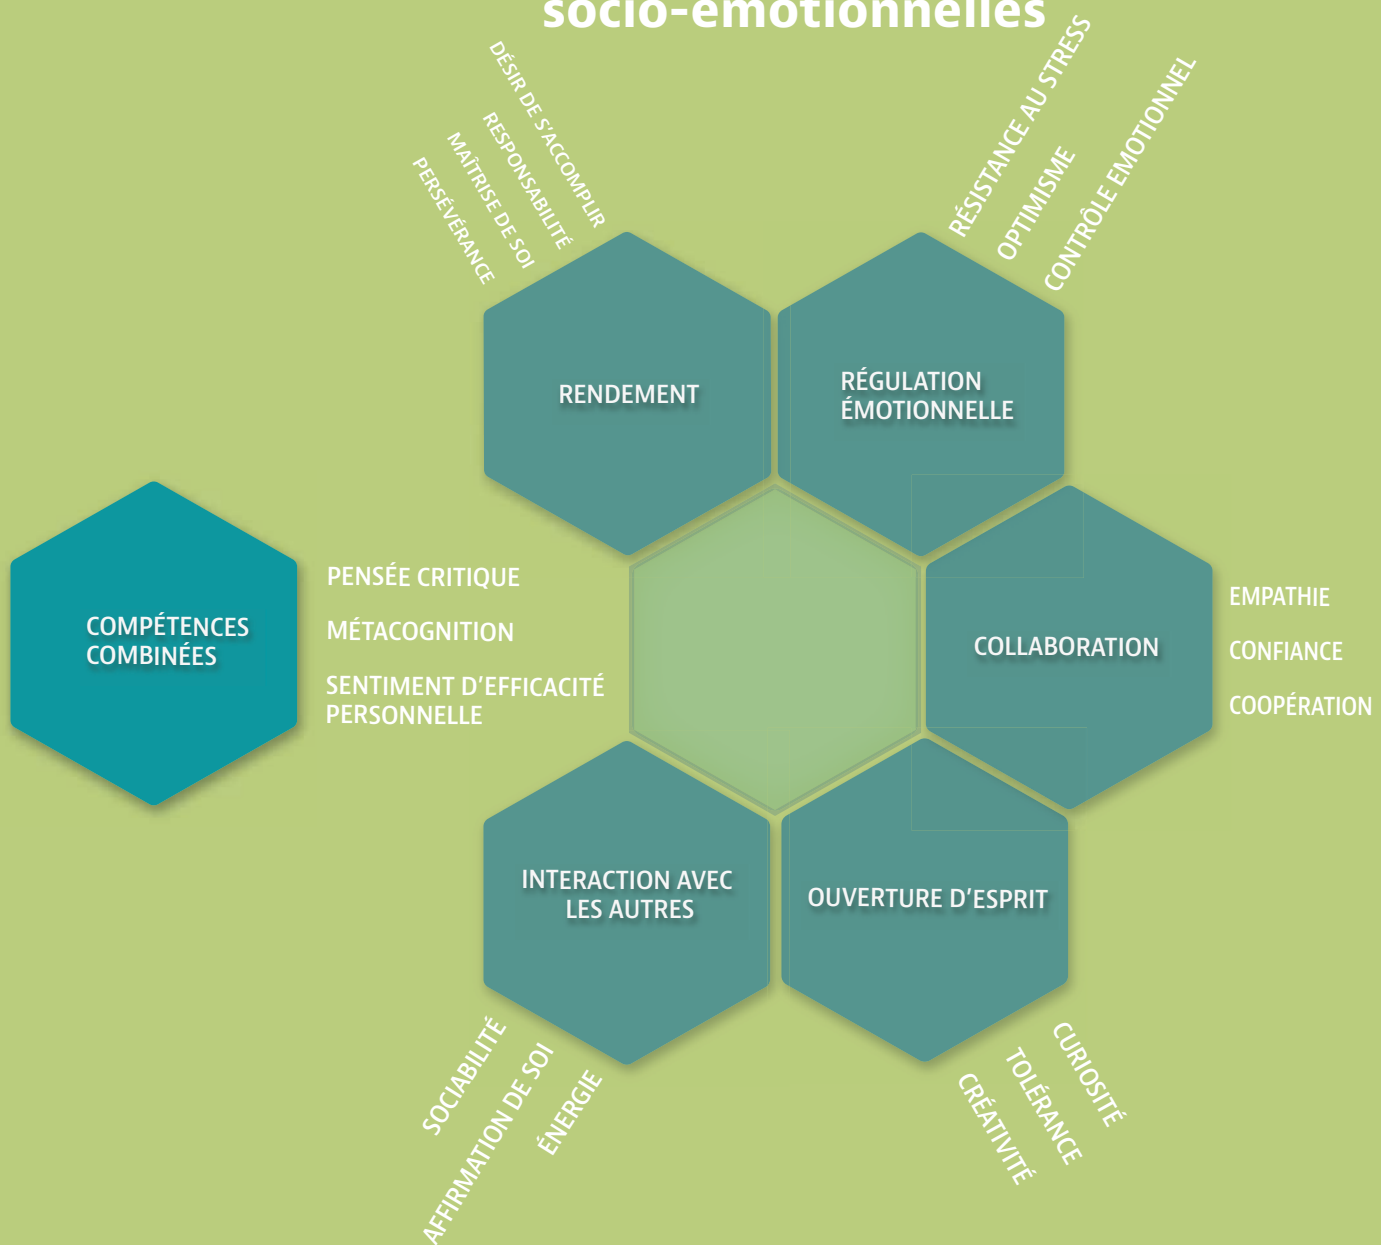 socio-émotionnelles
DÉSIR DE S'ACCOMPLIR
RESPONSABILITÉ
MAÎTRISE DE SOI
PERSÉVÉRANCE
RÉSISTANCE AU STRESS
OPTIMISME
CONTRÔLE EMOTIONNEL
RENDEMENT
RÉGULATION
ÉMOTIONNELLE
COMPÉTENCES
COMBINÉES
PENSÉE CRITIQUE
MÉTACOGNITION
SENTIMENT D'EFFICACITÉ
PERSONNELLE
COLLABORATION
EMPATHIE
CONFIANCE
COOPÉRATION
INTERACTION AVEC
LES AUTRES
OUVERTURE D'ESPRIT
SOCIABILITÉ
AFFIRMATION DE SOI
ÉNERGIE
CURIOSITÉ
TOLÉRANCE
CRÉATIVITÉ